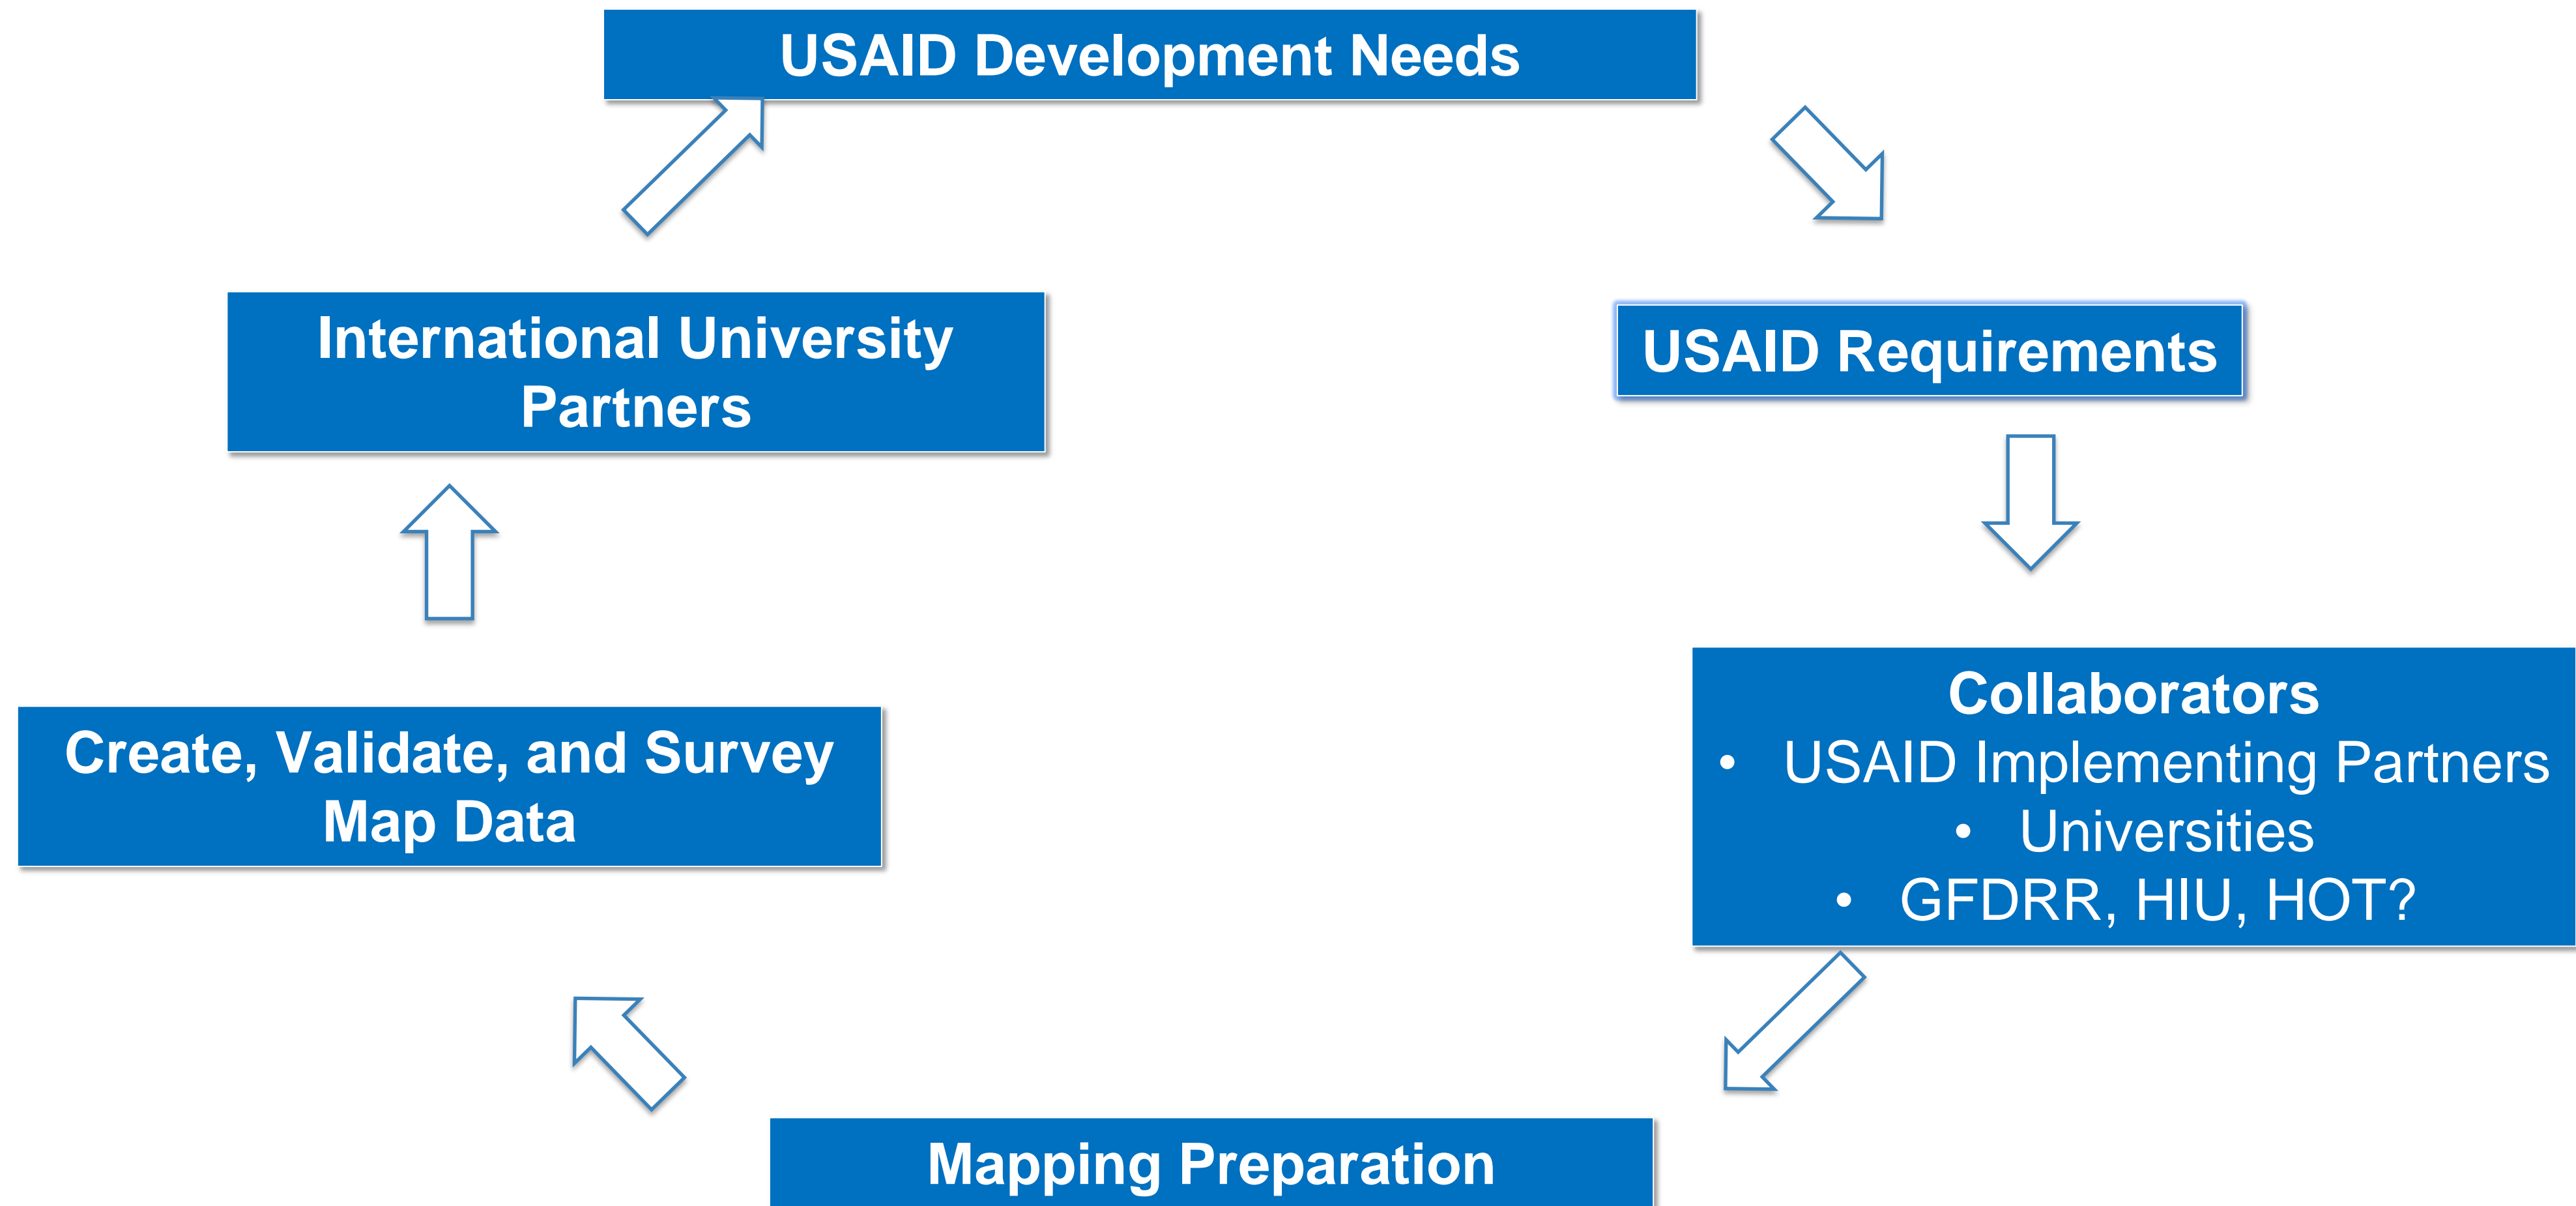 USAID Development Needs
International University
Partners
USAID Requirements
Create, Validate, and Survey
Map Data
Collaborators
• USAID Implementing Partners
• Universities
• GFDRR, HIU, HOT?
Mapping Preparation